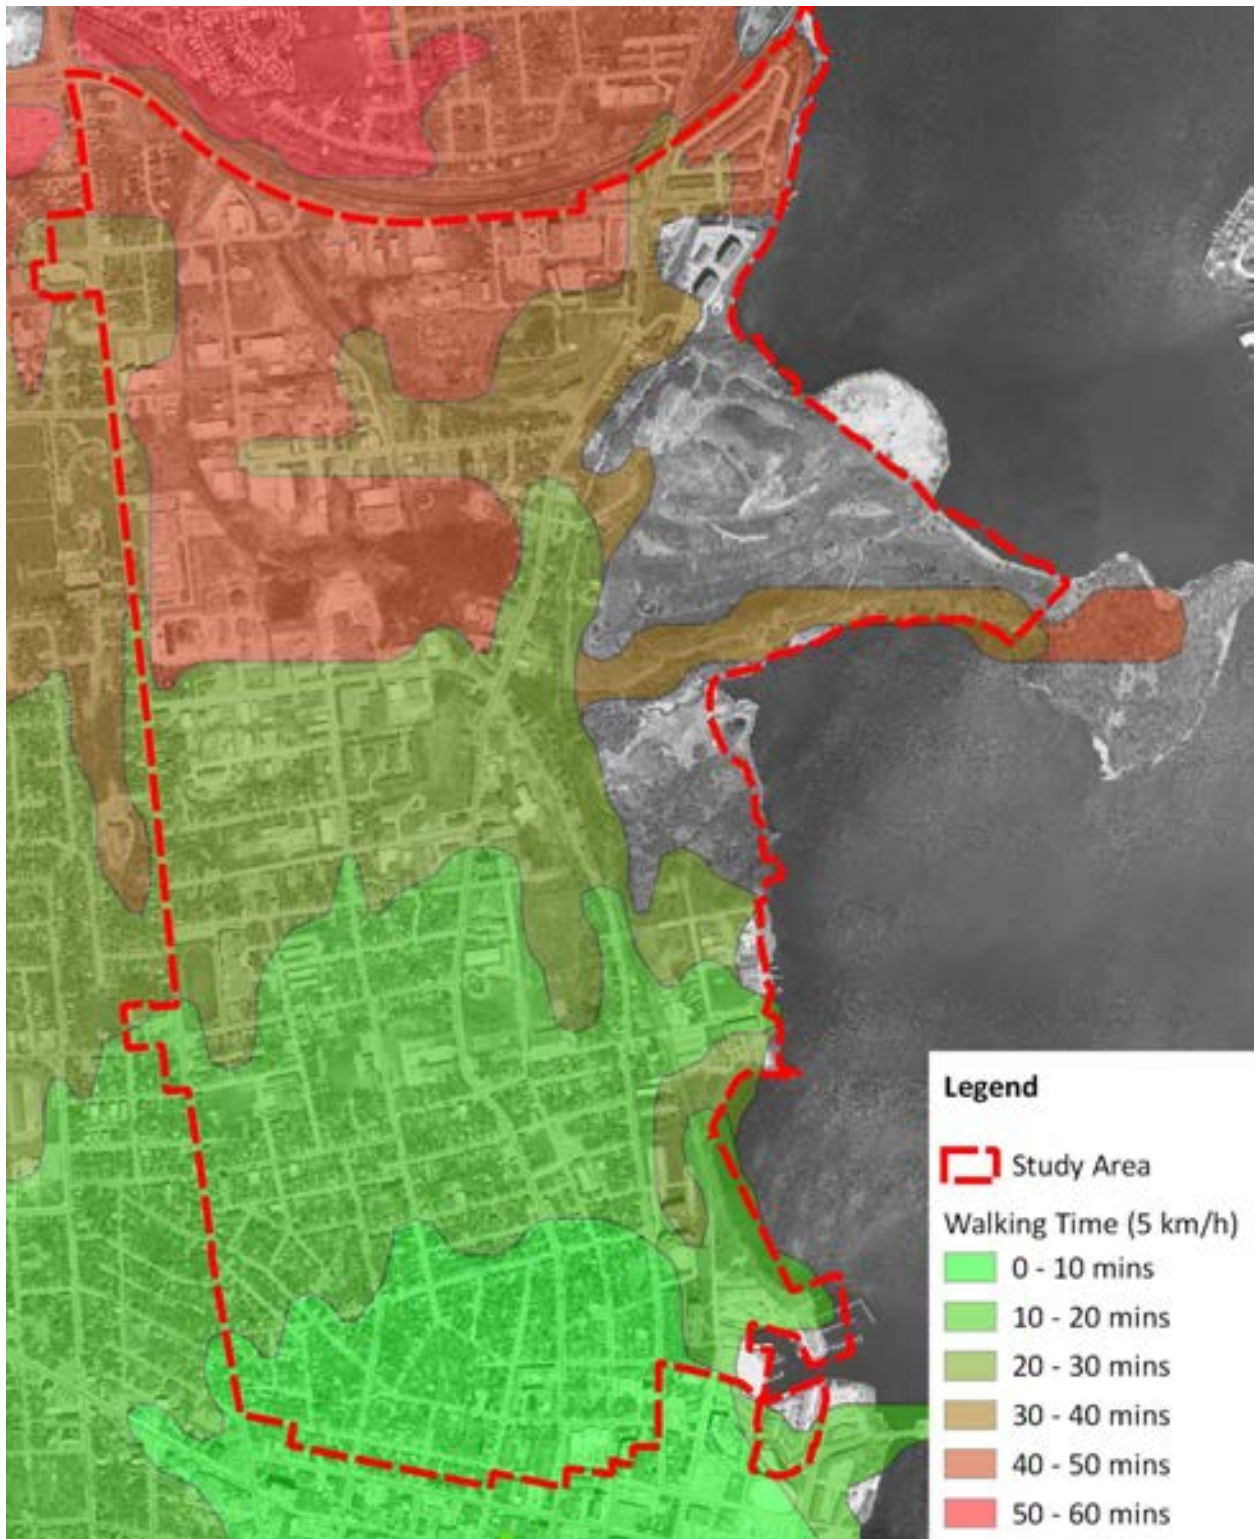 Legend
Study Area
Walking Time (5 km/h)
0 - 10 mins
10 - 20 mins
20 - 30 mins
30 - 40 mins
40 - 50 mins
50 - 60 mins